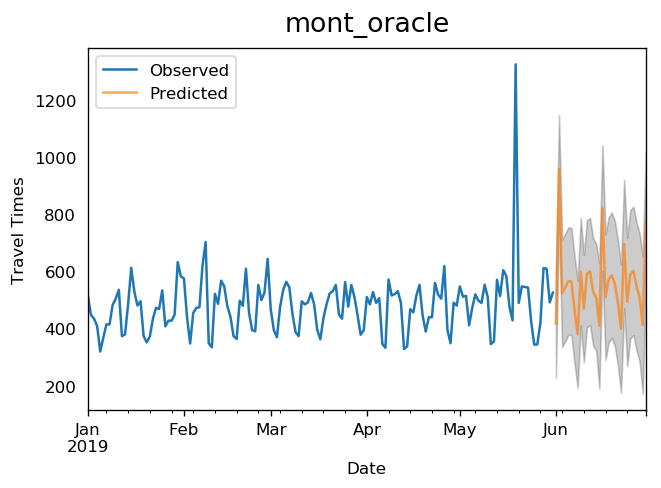 mont_oracle
Observed
Predicted
Travel Times
1200
1000
800
600
400
200
Jan
2019
Feb
Mar
Apr
May
Jun
Date